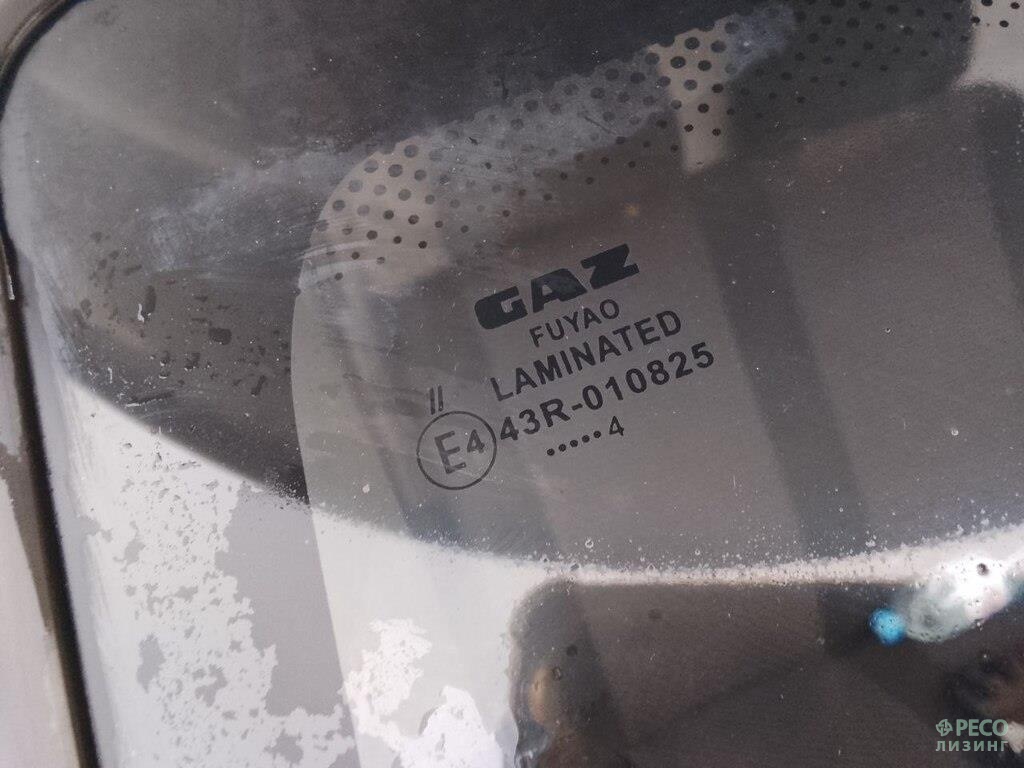 GAZ
FUYAO
LAMINATED
II
E4 43R-010825
.....4
РЕСО
ЛИЗИНГ